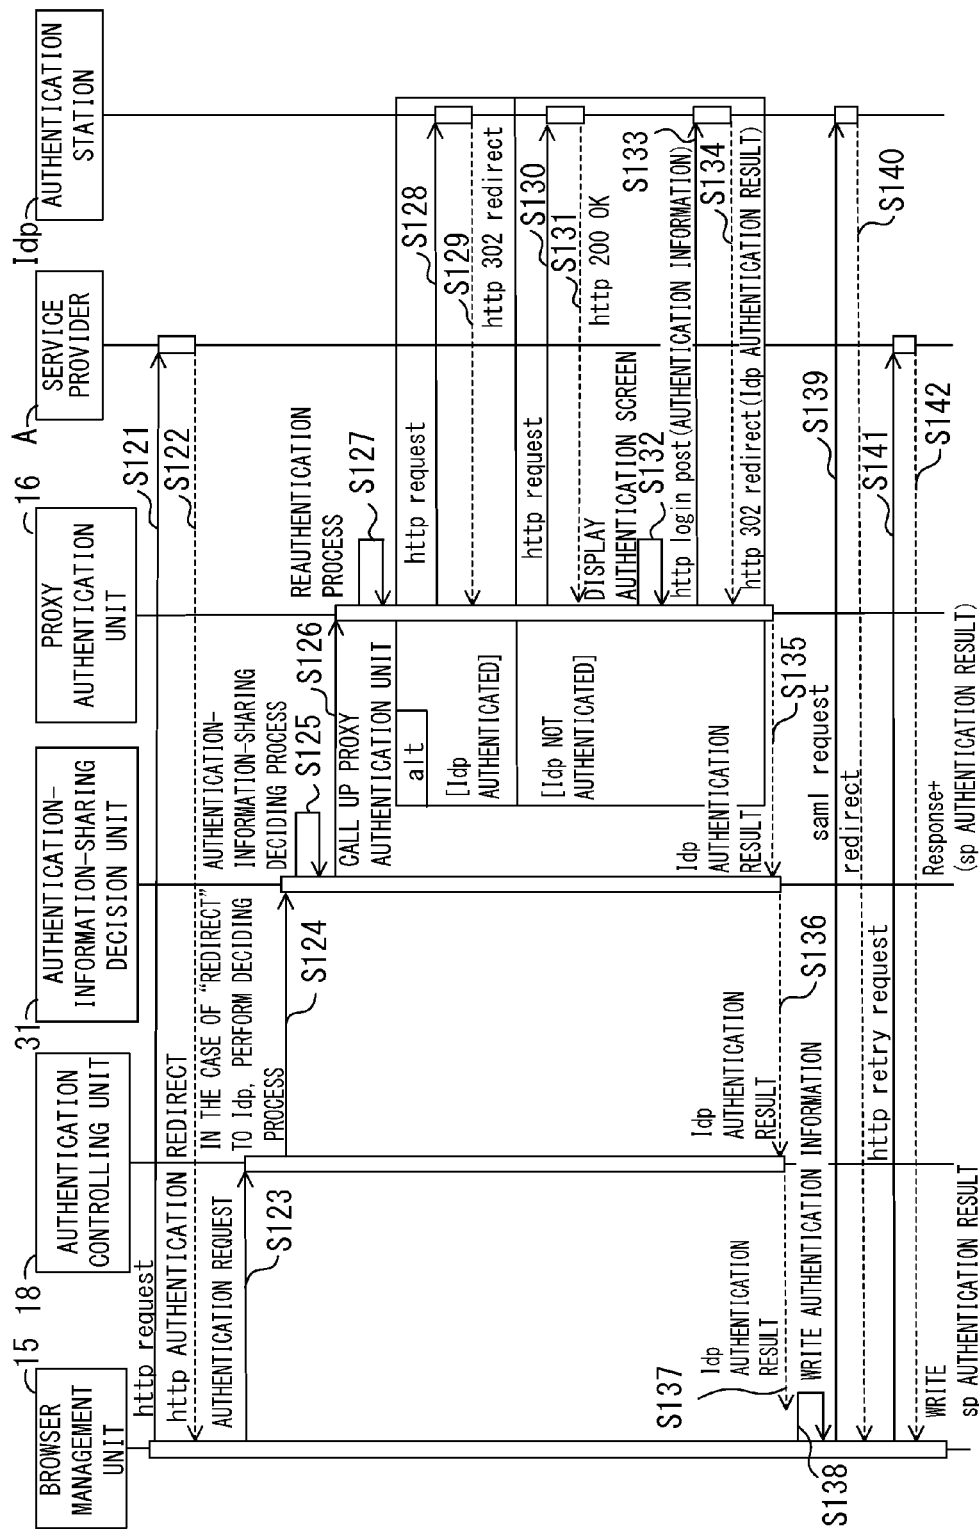 15
BROWSER
MANAGEMENT
UNIT
18
AUTHENTICATION
CONTROLLING UNIT
31
AUTHENTICATION-
INFORMATION-SHARING
DECISION UNIT
16
PROXY
AUTHENTICATION
UNIT
A
SERVICE
PROVIDER
Idp
AUTHENTICATION
STATION
http request
S121
http AUTHENTICATION REDIRECT
S122
AUTHENTICATION REQUEST
S123
IN THE CASE OF "REDIRECT"
TO Idp, PERFORM DECIDING
PROCESS
S124
AUTHENTICATION-
INFORMATION-SHARING
DECIDING PROCESS
S125
CALL UP PROXY
AUTHENTICATION UNIT
S126
REAUTHENTICATION
PROCESS
S127
alt
[Idp
AUTHENTICATED]
http request
S128
S129
http 302 redirect
[Idp NOT
AUTHENTICATED]
http request
S130
S131
http 200 OK
DISPLAY
AUTHENTICATION SCREEN
S132
http login post(AUTHENTICATION INFORMATION)
S133
S134
http 302 redirect(Idp AUTHENTICATION RESULT)
Idp
AUTHENTICATION
RESULT
S135
Idp
AUTHENTICATION
RESULT
S136
Idp
AUTHENTICATION
RESULT
S137
WRITE AUTHENTICATION INFORMATION
S138
saml request
S139
redirect
S140
http retry request
S141
Response+
(sp AUTHENTICATION RESULT)
S142
WRITE
sp AUTHENTICATION RESULT